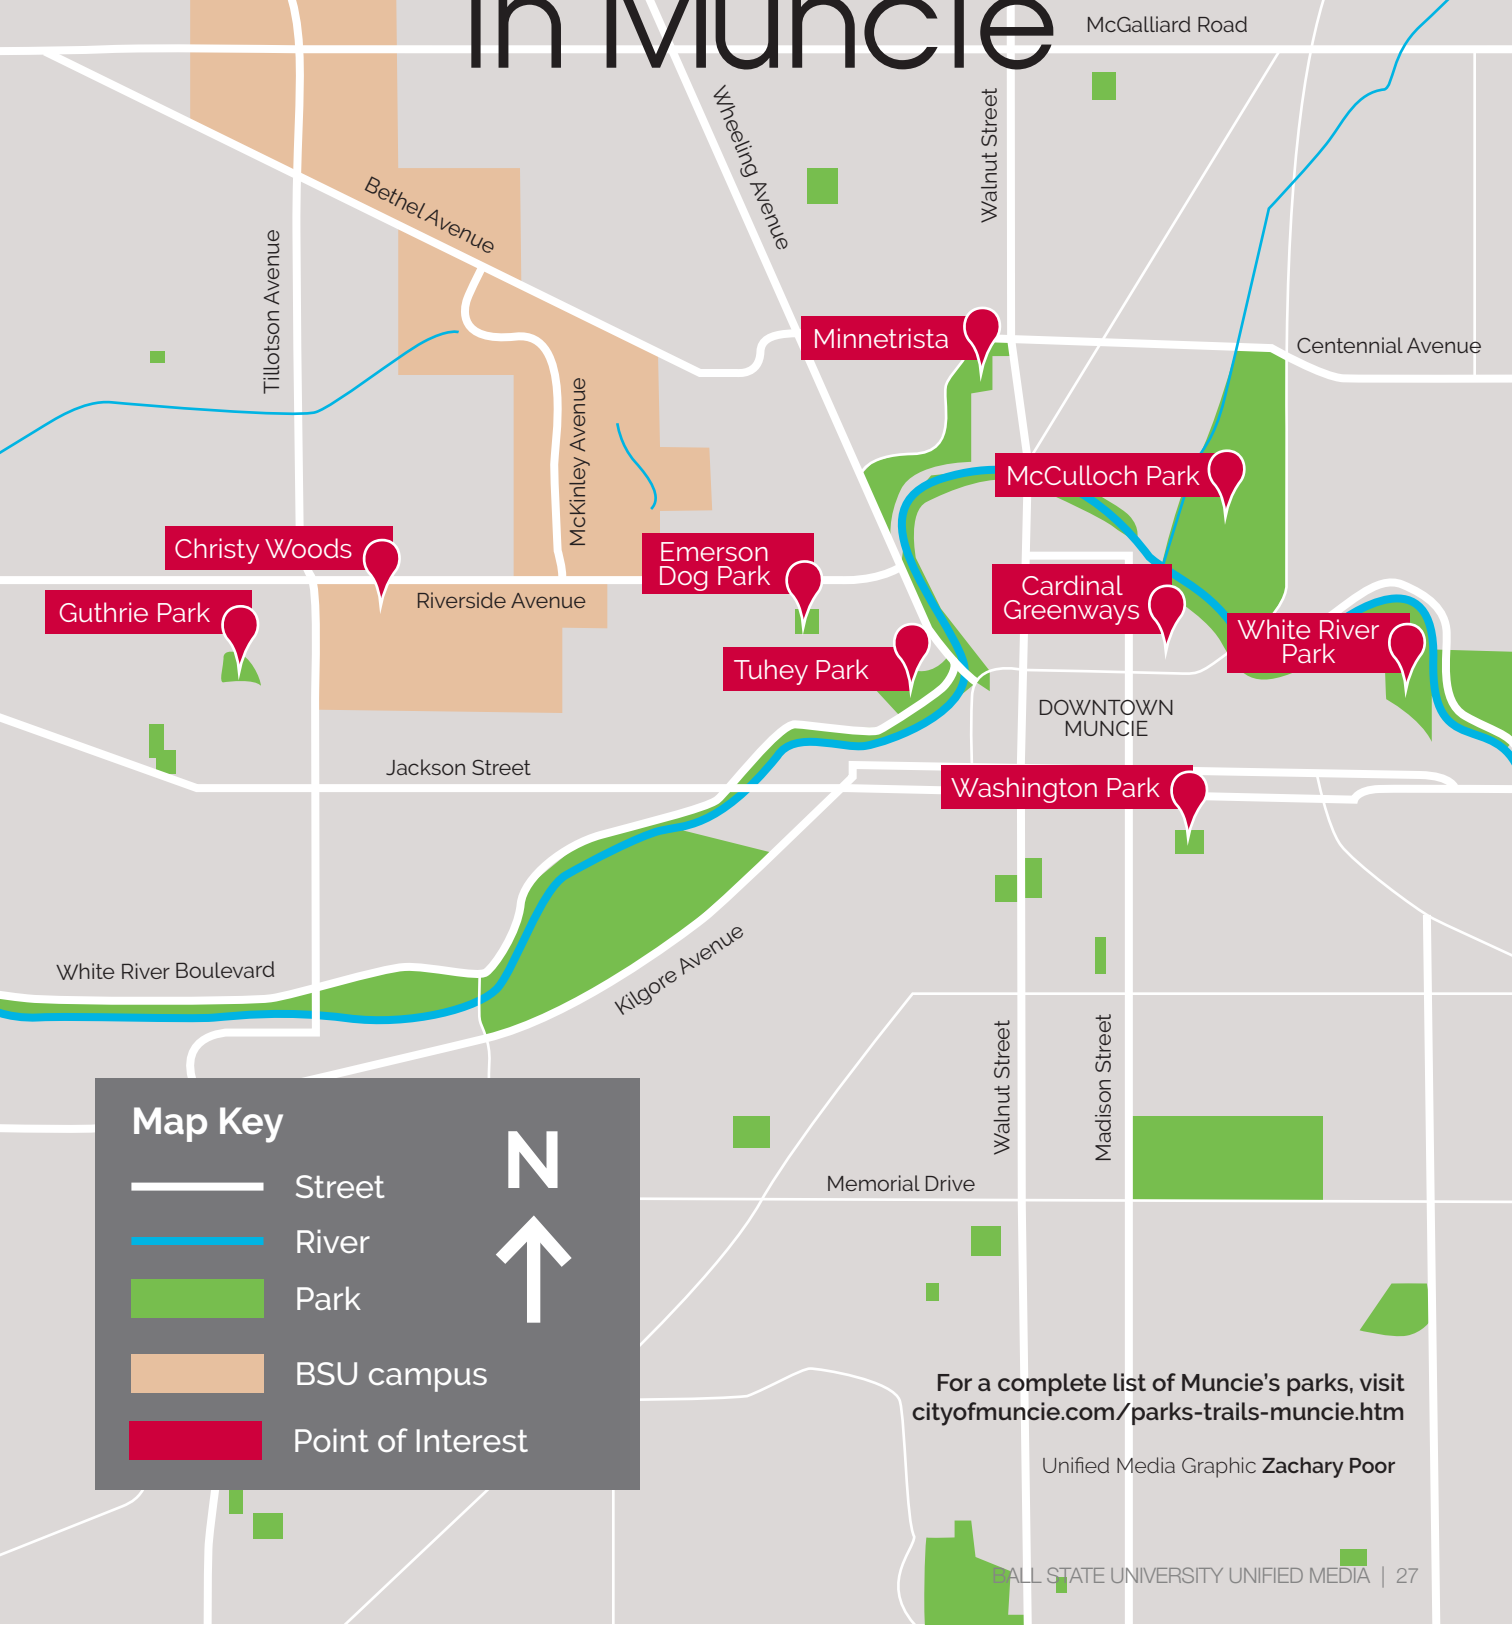 in Muncie
McGalliard Road
Wheeling Avenue
Walnut Street
Bethel Avenue
Tillotson Avenue
Minnetrista
Centennial Avenue
McKinley Avenue
McCulloch Park
Christy Woods
Emerson
Dog Park
Cardinal
Greenways
Riverside Avenue
Guthrie Park
White River
Park
Tuhey Park
DOWNTOWN
MUNCIE
Jackson Street
Washington Park
White River Boulevard
Kilgore Avenue
Walnut Street
Madison Street
Memorial Drive
Map Key
N
Street
River
Park
BSU campus
Point of Interest
For a complete list of Muncie's parks, visit
cityofmuncie.com/parks-trails-muncie.htm
Unified Media Graphic Zachary Poor
BALL STATE UNIVERSITY UNIFIED MEDIA | 27